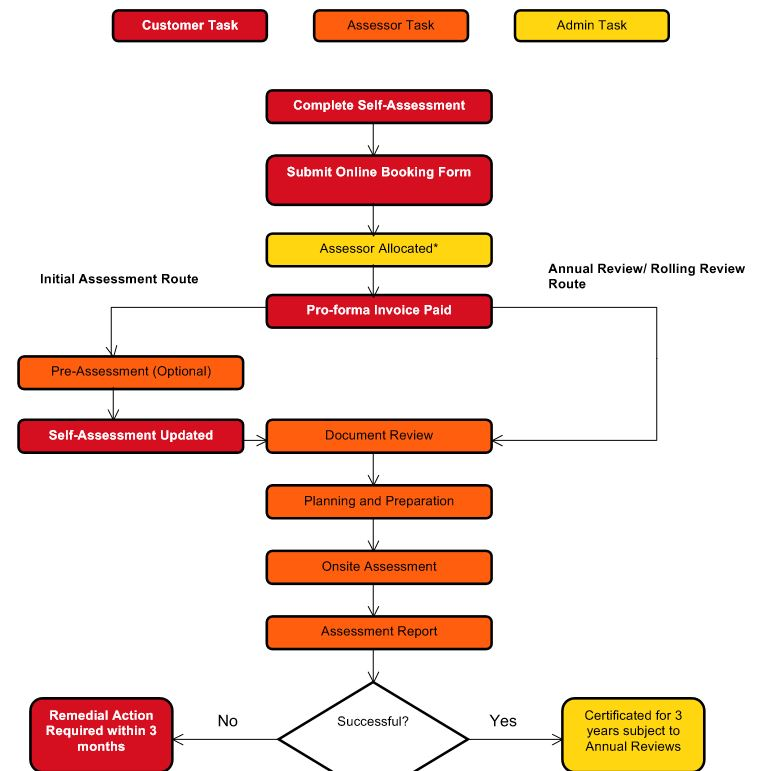 Customer Task
Assessor Task
Admin Task
Complete Self-Assessment
Submit Online Booking Form
Assessor Allocated*
Initial Assessment Route
Annual Review/ Rolling Review
Route
Pro-forma Invoice Paid
Pre-Assessment (Optional)
Self-Assessment Updated
Document Review
Planning and Preparation
Onsite Assessment
Assessment Report
Remedial Action
Required within 3
months
No
Successful?
Yes
Certificated for 3
years subject to
Annual Reviews